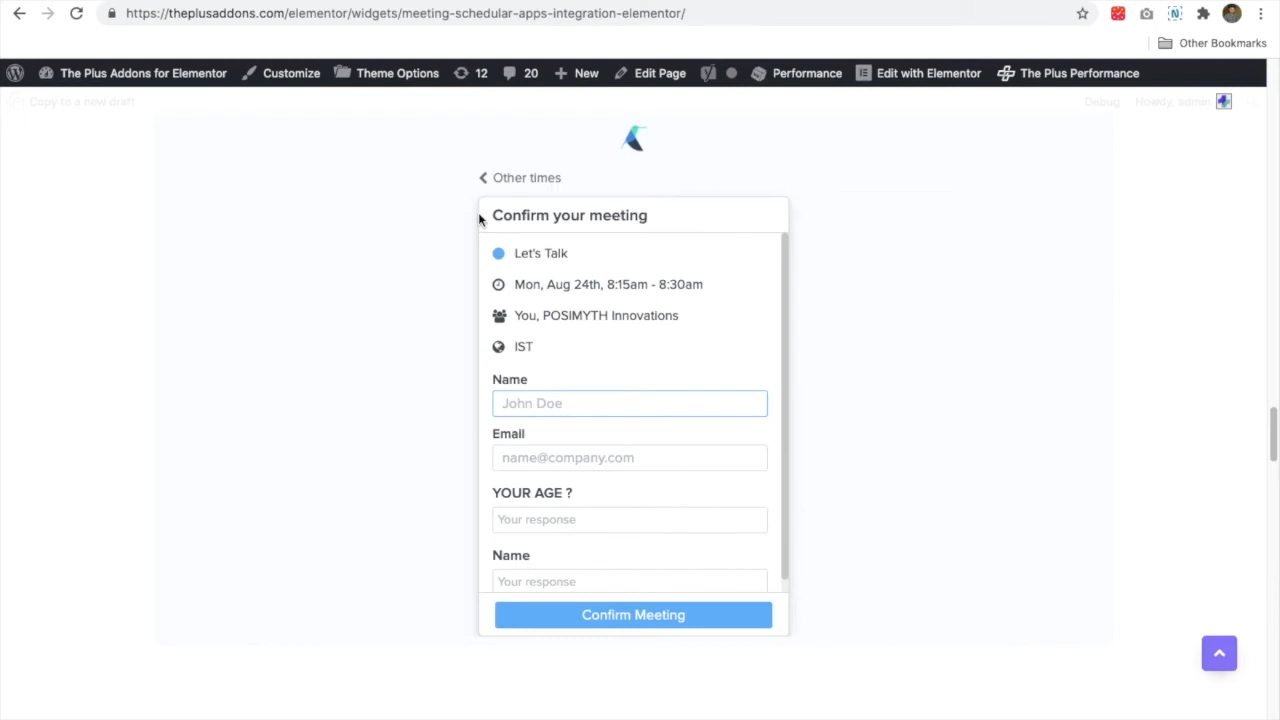 https://theplusaddons.com/elementor/widgets/meeting-schedular-apps-integration-elementor/
Other Bookmarks
The Plus Addons for Elementor Customize Theme Options 12 20 New Edit Page Performance Edit with Elementor The Plus Performance
Copy to a new draft Debug Howdy, admin
Other times
Confirm your meeting
Let's Talk
Mon, Aug 24th, 8:15am - 8:30am
You, POSIMYTH Innovations
IST
Name
John Doe
Email
name@company.com
YOUR AGE ?
Your response
Name
Your response
Confirm Meeting